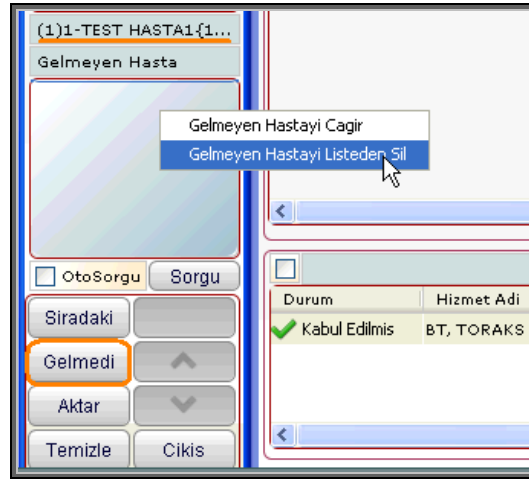 (1)1-TEST HASTA1{1...
Gelmeyen Hasta
Gelmeyen Hastayi Cagir
Gelmeyen Hastayi Listeden Sil
OtoSorgu
Sorgu
Siradaki
Gelmedi
Aktar
Temizle
Cikis
Durum
Hizmet Adi
Kabul Edilmis
BT, TORAKS